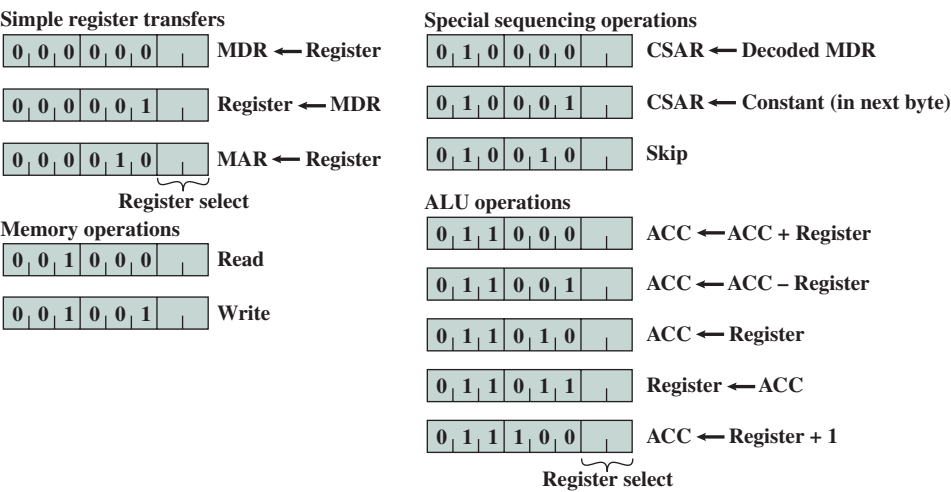 Simple register transfers
0 0 0 0 0 0 MDR ← Register
0 0 0 0 0 1 Register ← MDR
0 0 0 0 1 0 MAR ← Register
Register select
Memory operations
0 0 1 0 0 0 Read
0 0 1 0 0 1 Write
Special sequencing operations
0 1 0 0 0 0 CSAR ← Decoded MDR
0 1 0 0 0 1 CSAR ← Constant (in next byte)
0 1 0 0 1 0 Skip
ALU operations
0 1 1 0 0 0 ACC ← ACC + Register
0 1 1 0 0 1 ACC ← ACC – Register
0 1 1 0 1 0 ACC ← Register
0 1 1 0 1 1 Register ← ACC
0 1 1 1 0 0 ACC ← Register + 1
Register select